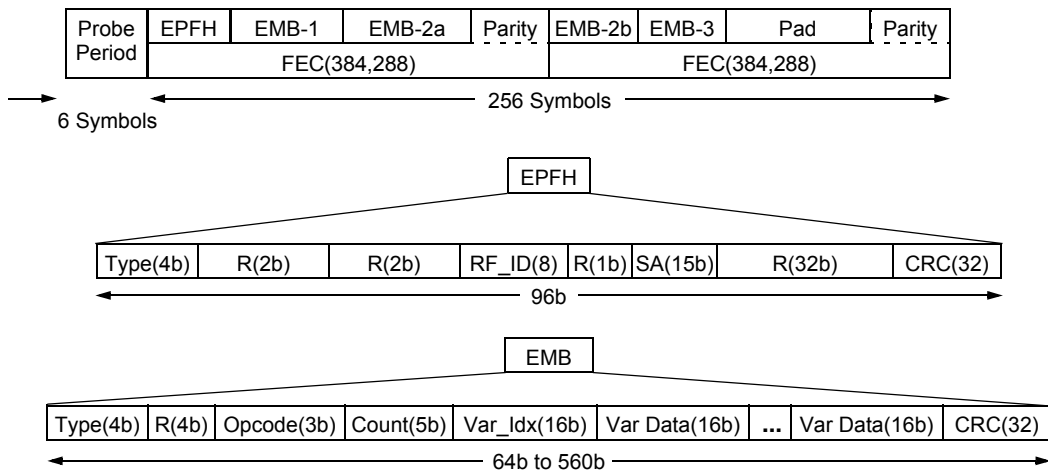 Probe Period EPFH EMB-1 EMB-2a Parity EMB-2b EMB-3 Pad Parity
FEC(384,288) FEC(384,288)
256 Symbols
6 Symbols
EPFH
Type(4b) R(2b) R(2b) RF_ID(8) R(1b) SA(15b) R(32b) CRC(32)
96b
EMB
Type(4b) R(4b) Opcode(3b) Count(5b) Var_Idx(16b) Var Data(16b) ... Var Data(16b) CRC(32)
64b to 560b